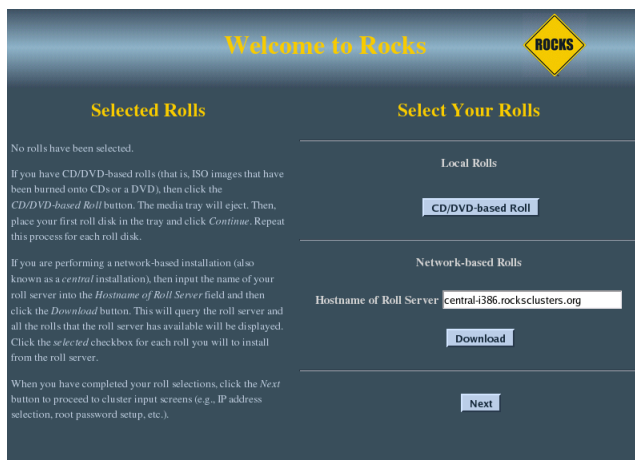 Welcome to Rocks
ROCKS
Selected Rolls
No rolls have been selected.
If you have CD/DVD-based rolls (that is, ISO images that have
been burned onto CDs or a DVD), then click the
CD/DVD-based Roll button. The media tray will eject. Then,
place your first roll disk in the tray and click Continue. Repeat
this process for each roll disk.
If you are performing a network-based installation (also
known as a central installation), then input the name of your
roll server into the Hostname of Roll Server field and then
click the Download button. This will query the roll server and
all the rolls that the roll server has available will be displayed.
Click the selected checkbox for each roll you will to install
from the roll server.
When you have completed your roll selections, click the Next
button to proceed to cluster input screens (e.g., IP address
selection, root password setup, etc.).
Select Your Rolls
Local Rolls
CD/DVD-based Roll
Network-based Rolls
Hostname of Roll Server central-i386.rocksclusters.org
Download
Next